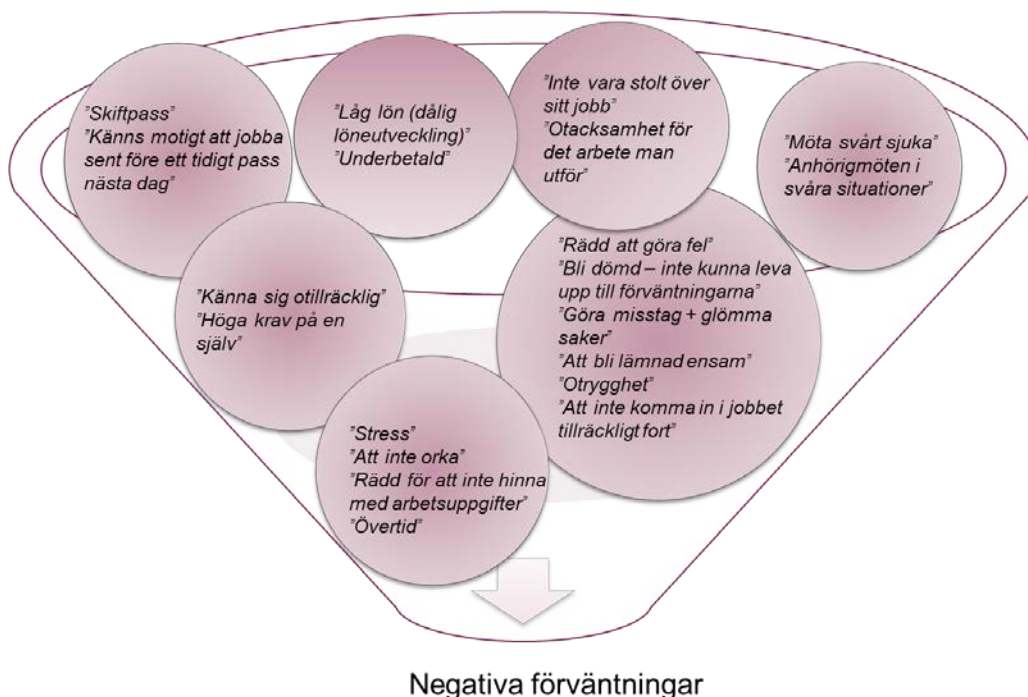 ”Skiftpass”
”Känns motigt att jobba
sent före ett tidigt pass
nästa dag”
”Låg lön (dålig
löneutveckling)”
”Underbetald”
”Inte vara stolt över
sitt jobb”
”Otacksamhet för
det arbete man
utför”
”Möta svårt sjuka”
”Anhörigmöten i
svåra situationer”
”Känna sig otillräcklig”
”Höga krav på en
själv”
”Rädd att göra fel”
”Bli dömd – inte kunna leva
upp till förväntningarna”
”Göra misstag + glömma
saker”
”Att bli lämnad ensam”
”Otrygghet”
”Att inte komma in i jobbet
tillräckligt fort”
”Stress”
”Att inte orka”
”Rädd för att inte hinna
med arbetsuppgifter”
”Övertid”
Negativa förväntningar